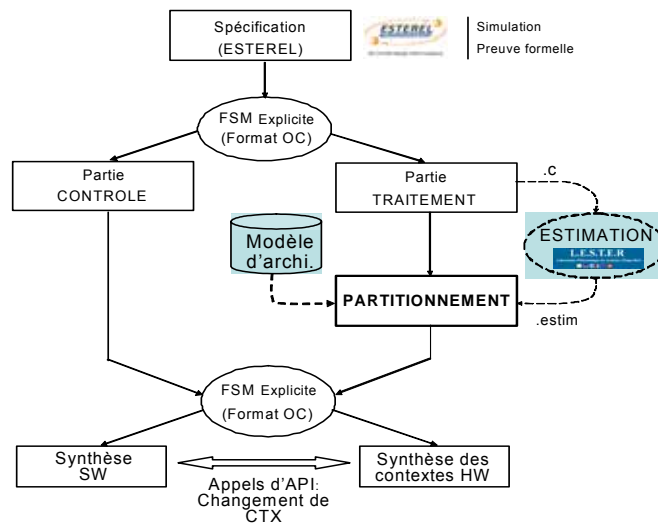 Spécification
(ESTEREL)
ESTEREL
Simulation
Preuve formelle
FSM Explicite
(Format OC)
Partie
CONTROLE
Partie
TRAITEMENT
.c
Modèle
d'archi.
ESTIMATION
L.E.S.T.E.R
PARTITIONNEMENT
.estim
FSM Explicite
(Format OC)
Synthèse
SW
Synthèse des
contextes HW
Appels d'API:
Changement de
CTX